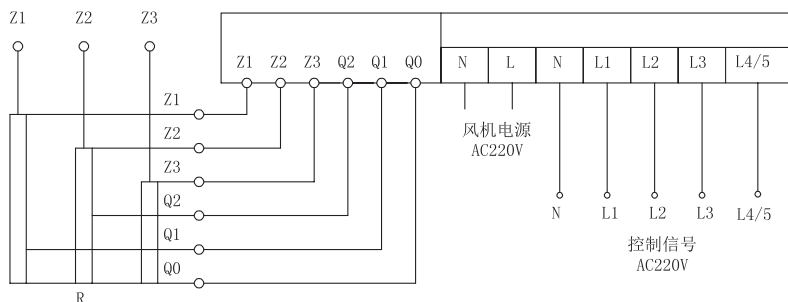 Z1 Z2 Z3
Z1 Z2 Z3 Q2 Q1 Q0 N L N L1 L2 L3 L4/5
Z1
Z2
Z3
Q2
Q1
Q0
R
风机电源
AC220V
N L1 L2 L3 L4/5
控制信号
AC220V